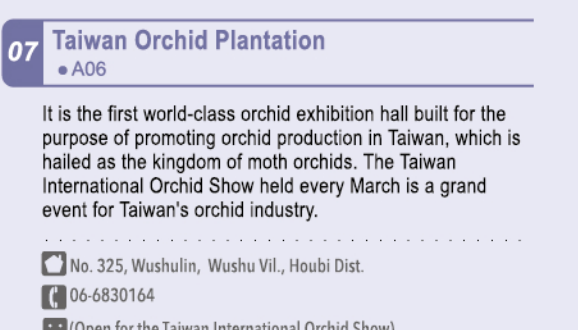 07
Taiwan Orchid Plantation
● A06
It is the first world-class orchid exhibition hall built for the
purpose of promoting orchid production in Taiwan, which is
hailed as the kingdom of moth orchids. The Taiwan
International Orchid Show held every March is a grand
event for Taiwan's orchid industry.
No. 325, Wushulin, Wushu Vil., Houbi Dist.
06-6830164
(Open for the Taiwan International Orchid Show)